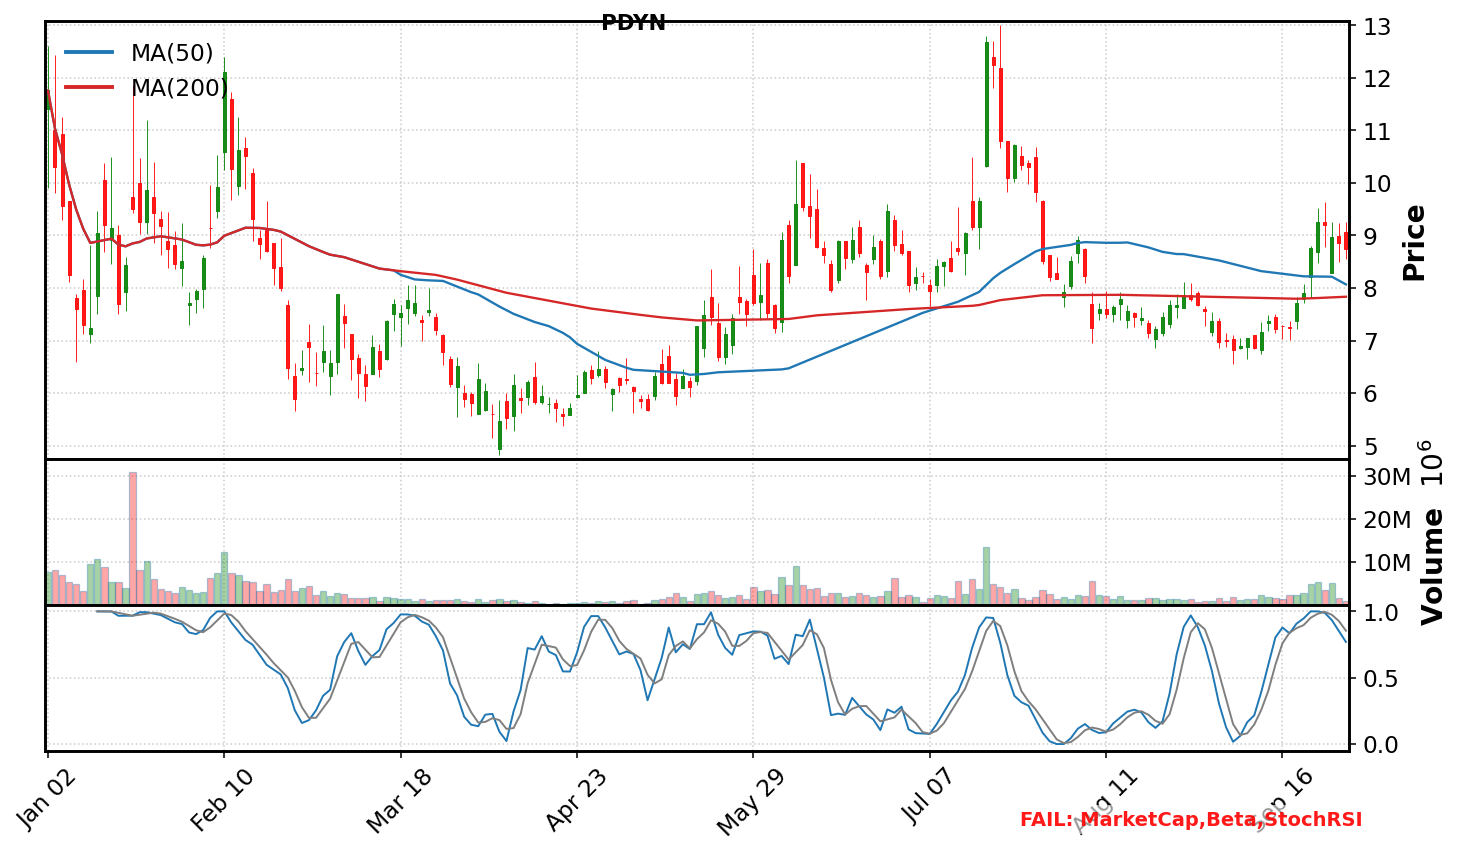 PDYN
MA(50)
MA(200)
13
12
11
10
9
8
7
6
5
Price
30M
20M
10M
Volume 10^6
1.0
0.5
0.0
Jan 02
Feb 10
Mar 18
Apr 23
May 29
Jul 07
Aug 11
Sep 16
FAIL: MarketCap,Beta,StochRSI